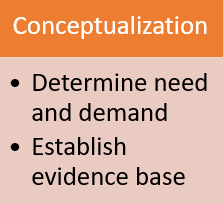 Conceptualization
• Determine need
and demand
• Establish
evidence base